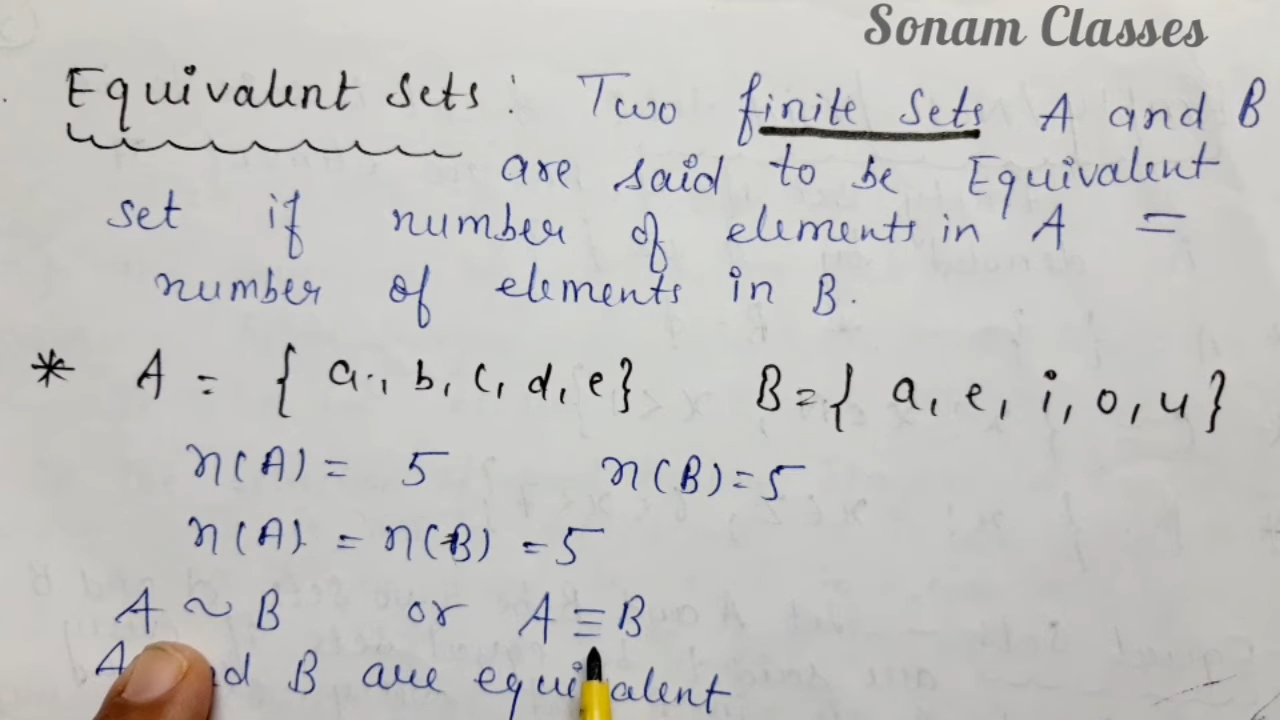 Sonam Classes
Equivalent Sets : Two finite Sets A and B
are said to be Equivalent
set if number of elements in A =
number of elements in B.
* A = { a, b, c, d, e} B = { a, e, i, o, u }
n(A) = 5 n(B) = 5
n(A) = n(B) = 5
A ~ B or A ≡ B
B are equivalent